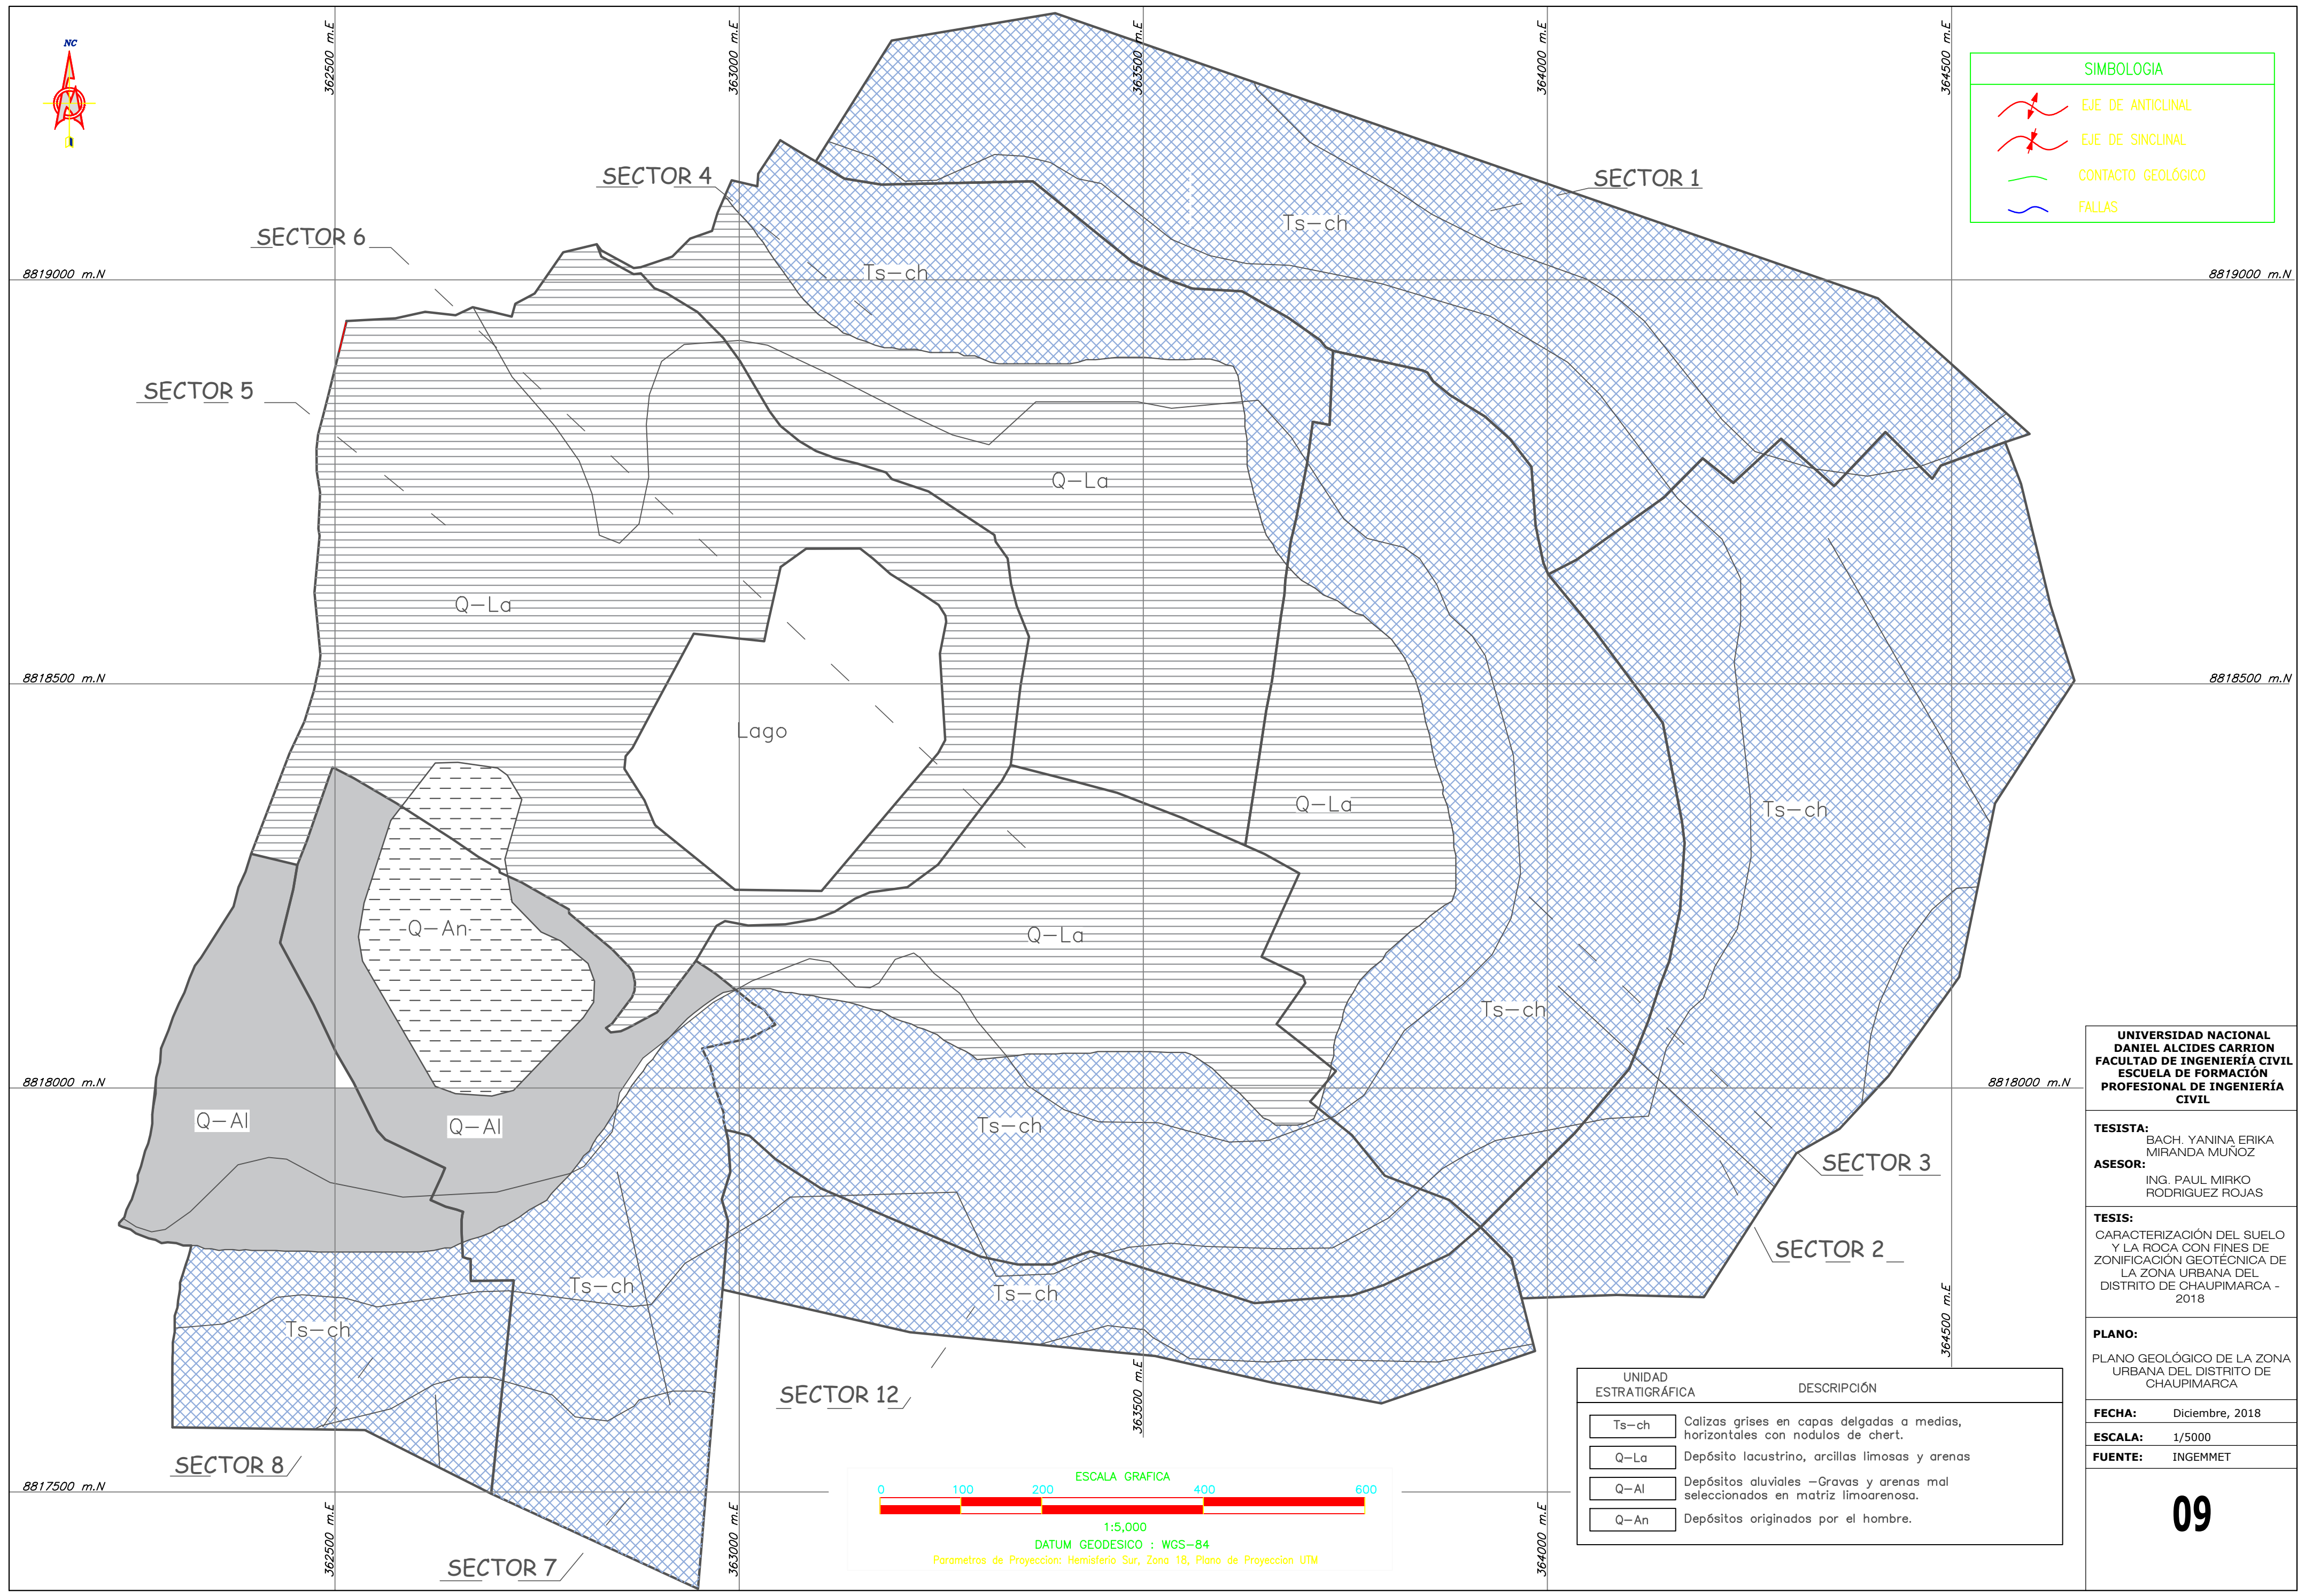 NC
362500 m.E
363000 m.E
363500 m.E
364000 m.E
364500 m.E
SIMBOLOGIA
EJE DE ANTICLINAL
EJE DE SINCLINAL
CONTACTO GEOLÓGICO
FALLAS
SECTOR 4
SECTOR 1
SECTOR 6
Ts-ch
Ts-ch
8819000 m.N
8819000 m.N
SECTOR 5
Q-La
Q-La
8818500 m.N
8818500 m.N
Lago
Q-La
Ts-ch
Q-An
Q-La
Ts-ch
8818000 m.N
8818000 m.N
Q-Al
Q-Al
Ts-ch
SECTOR 3
SECTOR 2
Ts-ch
Ts-ch
Ts-ch
SECTOR 12
SECTOR 8
8817500 m.N
SECTOR 7
362500 m.E
363000 m.E
363500 m.E
364000 m.E
364500 m.E
ESCALA GRAFICA
0 100 200 400 600
1:5,000
DATUM GEODESICO : WGS-84
Parametros de Proyeccion: Hemisferio Sur, Zona 18, Plano de Proyeccion UTM
UNIDAD ESTRATIGRÁFICA
DESCRIPCIÓN
Ts-ch
Calizas grises en capas delgadas a medias,
horizontales con nodulos de chert.
Q-La
Depósito lacustrino, arcillas limosas y arenas
Q-Al
Depósitos aluviales -Gravas y arenas mal
seleccionados en matriz limoarenosa.
Q-An
Depósitos originados por el hombre.
UNIVERSIDAD NACIONAL
DANIEL ALCIDES CARRION
FACULTAD DE INGENIERÍA CIVIL
ESCUELA DE FORMACIÓN
PROFESIONAL DE INGENIERÍA
CIVIL
TESISTA:
BACH. YANINA ERIKA
MIRANDA MUÑOZ
ASESOR:
ING. PAUL MIRKO
RODRIGUEZ ROJAS
TESIS:
CARACTERIZACIÓN DEL SUELO
Y LA ROCA CON FINES DE
ZONIFICACIÓN GEOTÉCNICA DE
LA ZONA URBANA DEL
DISTRITO DE CHAUPIMARCA -
2018
PLANO:
PLANO GEOLÓGICO DE LA ZONA
URBANA DEL DISTRITO DE
CHAUPIMARCA
FECHA: Diciembre, 2018
ESCALA: 1/5000
FUENTE: INGEMMET
09